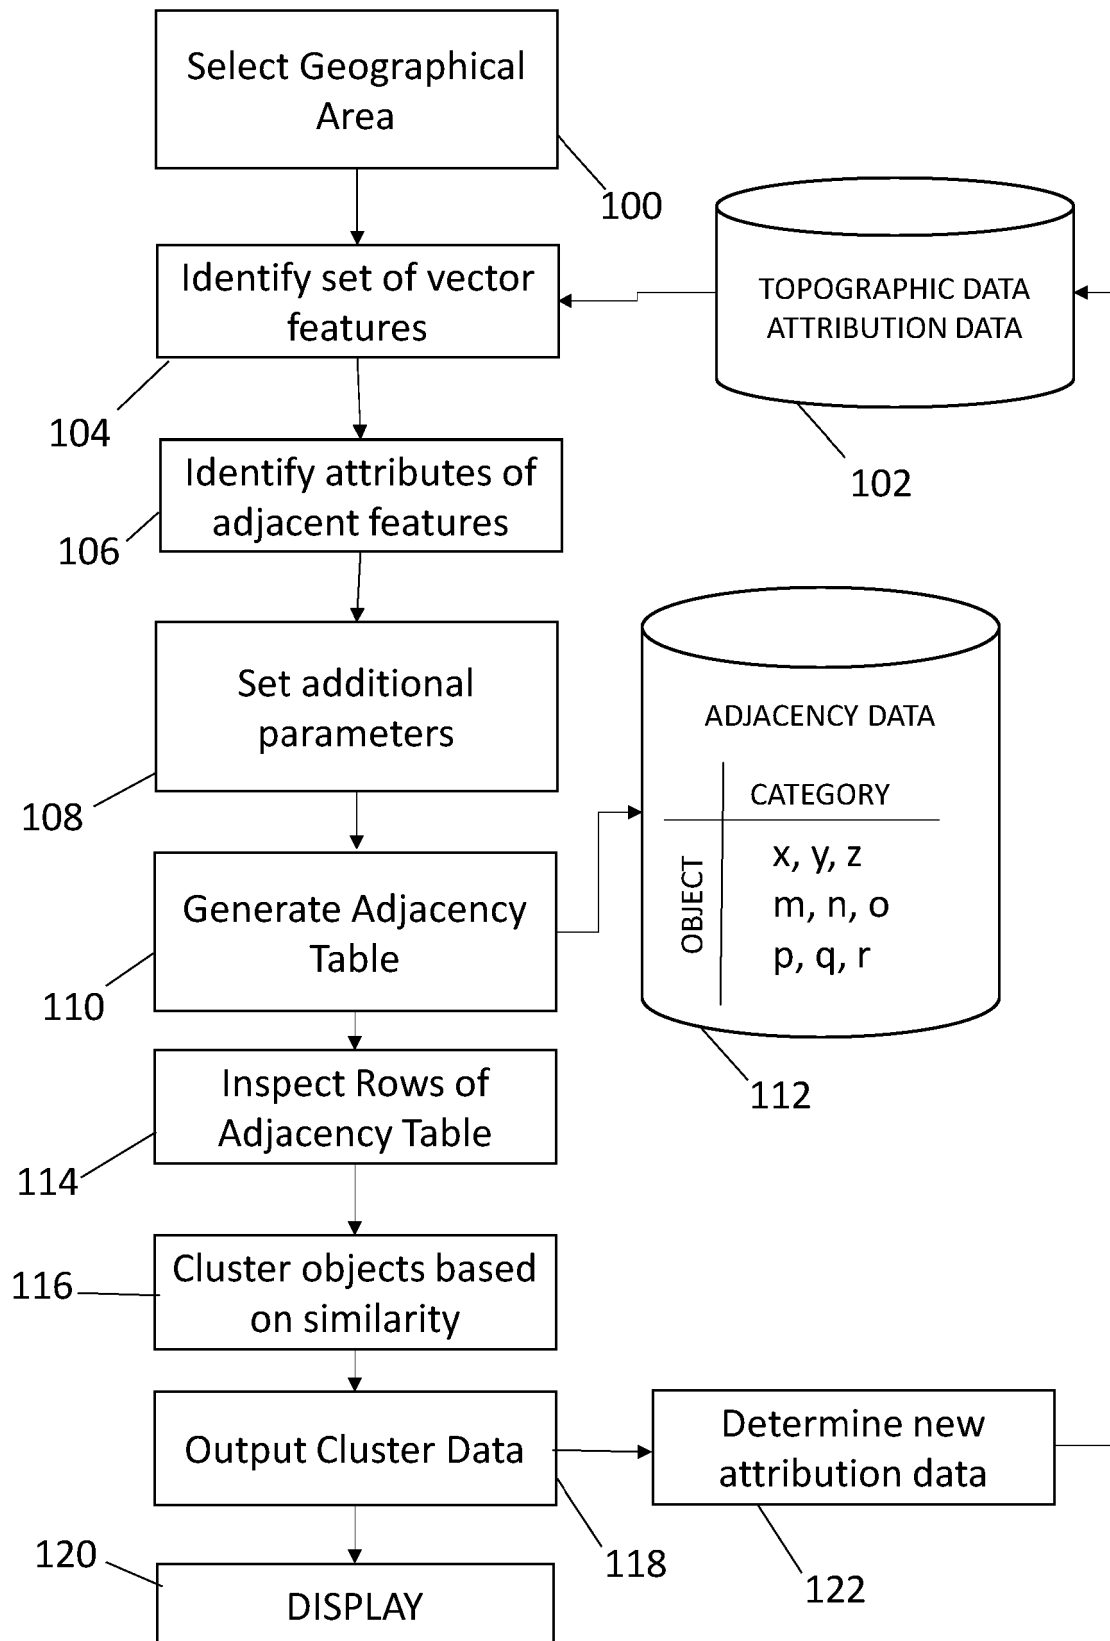 Select Geographical
Area
100
Identify set of vector
features
104
TOPOGRAPHIC DATA
ATTRIBUTION DATA
102
Identify attributes of
adjacent features
106
Set additional
parameters
108
ADJACENCY DATA
CATEGORY
OBJECT
x, y, z
m, n, o
p, q, r
112
Generate Adjacency
Table
110
Inspect Rows of
Adjacency Table
114
Cluster objects based
on similarity
116
Output Cluster Data
118
Determine new
attribution data
122
120
DISPLAY